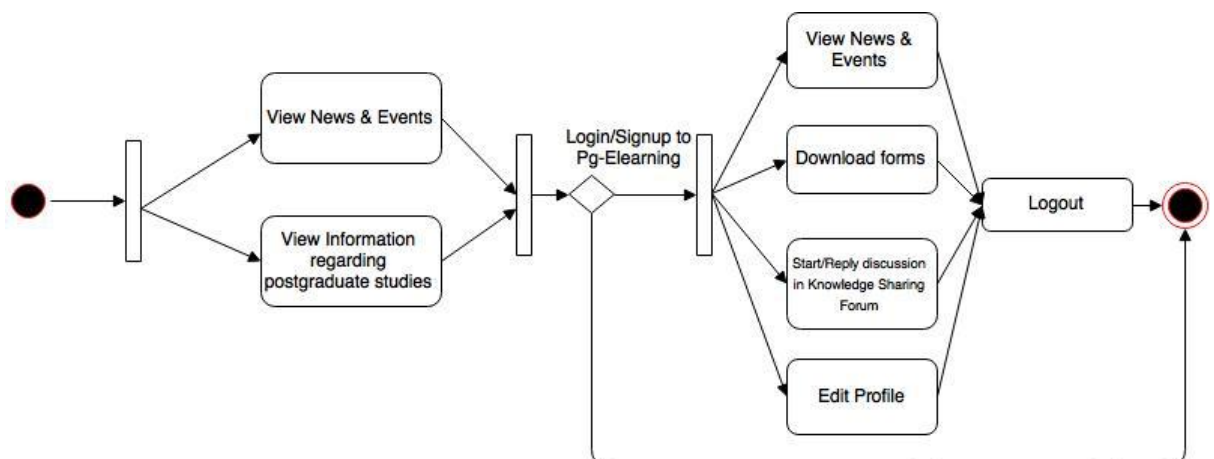 View News & Events
View Information
regarding
postgraduate studies
Login/Signup to
Pg-Elearning
View News &
Events
Download forms
Start/Reply discussion
in Knowledge Sharing
Forum
Edit Profile
Logout